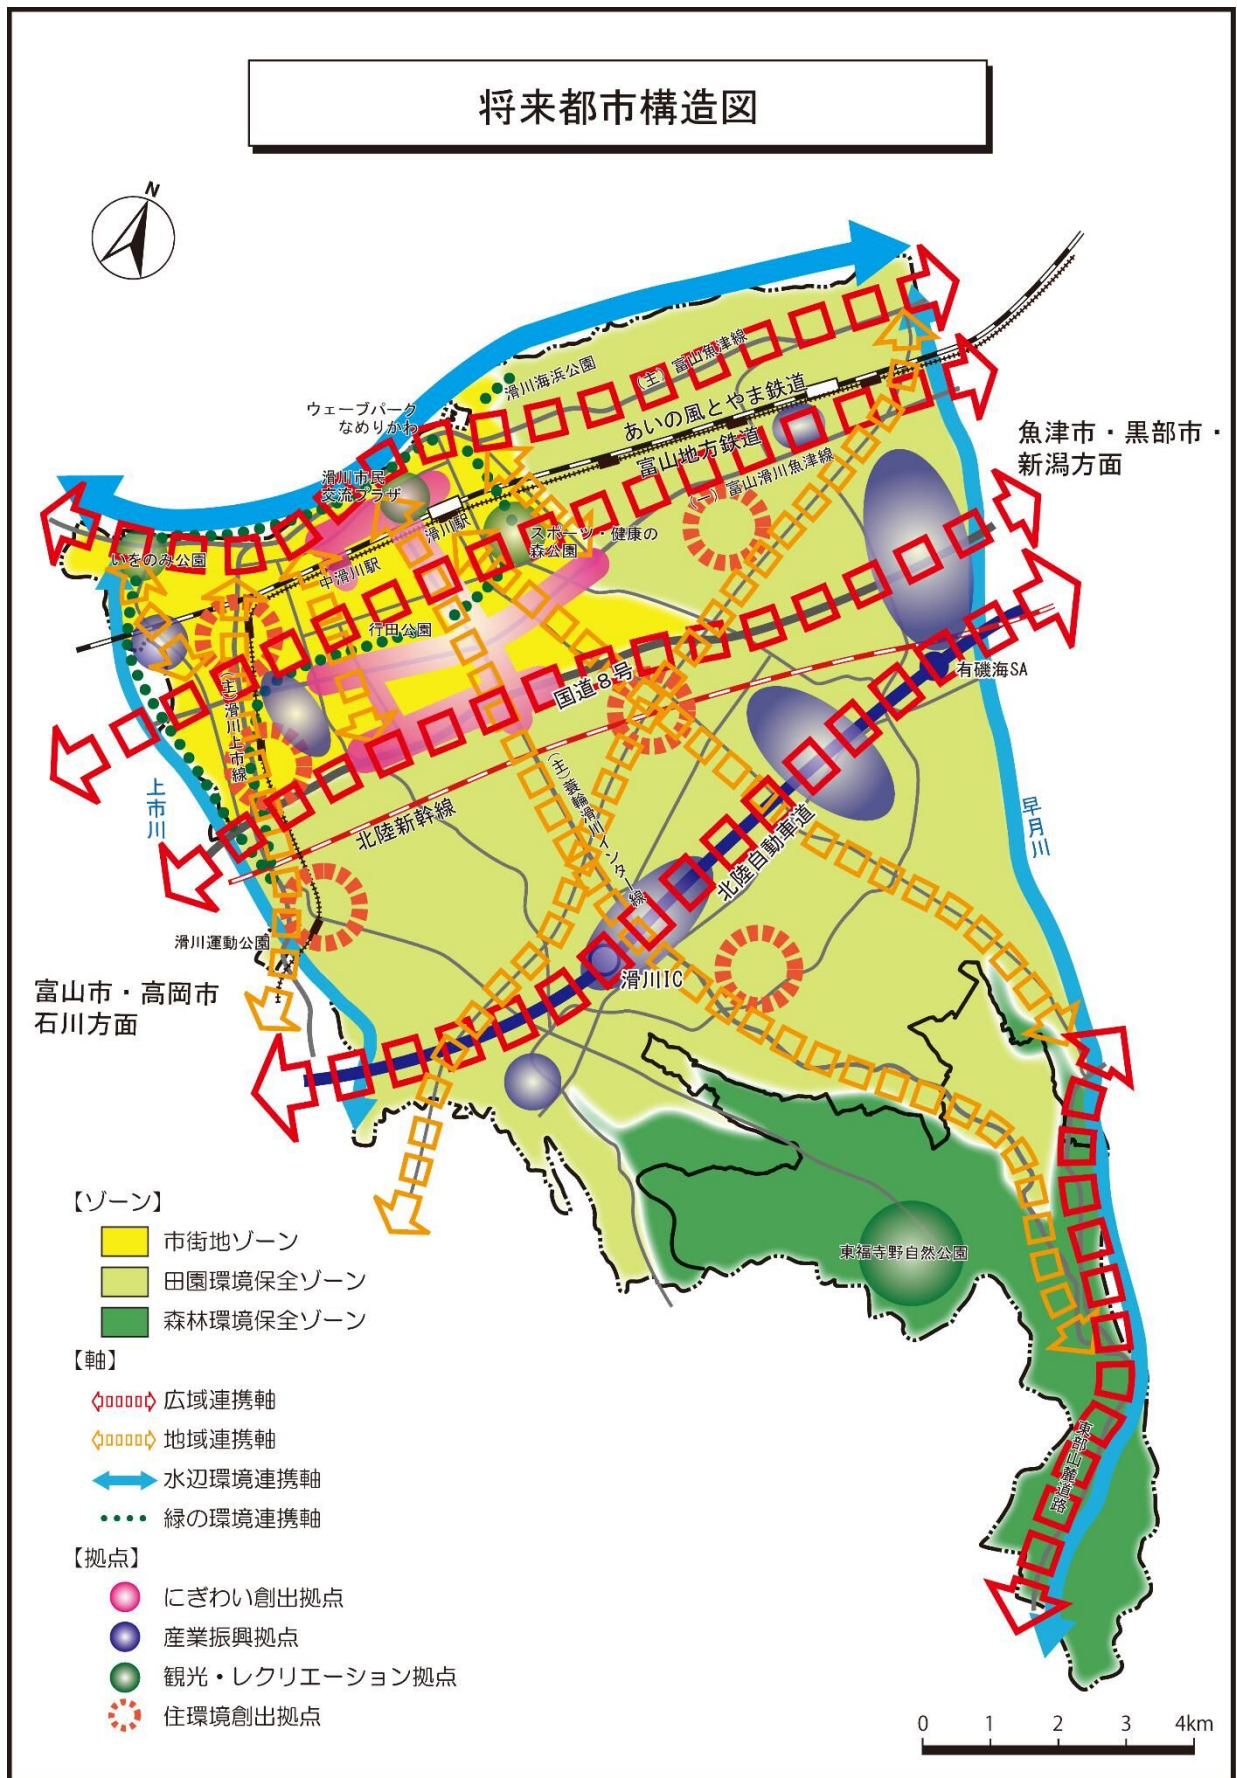 将来都市構造図
N
滑川海浜公園
(主)富山魚津線
ウェーブパーク
なめりかわ
あいの風とやま鉄道
富山地方鉄道
(一)富山滑川魚津線
魚津市・黒部市・
新潟方面
滑川市民
交流プラザ
滑川駅
スポーツ・健康の
森公園
いをのみ公園
中滑川駅
行田公園
国道8号
有磯海SA
(主)滑川上市線
上市川
北陸新幹線
(主)蓑輪滑川インター線
北陸自動車道
早月川
滑川運動公園
滑川IC
富山市・高岡市
石川方面
東福寺野自然公園
東部山麓道路
【ゾーン】
市街地ゾーン
田園環境保全ゾーン
森林環境保全ゾーン
【軸】
広域連携軸
地域連携軸
水辺環境連携軸
緑の環境連携軸
【拠点】
にぎわい創出拠点
産業振興拠点
観光・レクリエーション拠点
住環境創出拠点
0 1 2 3 4km